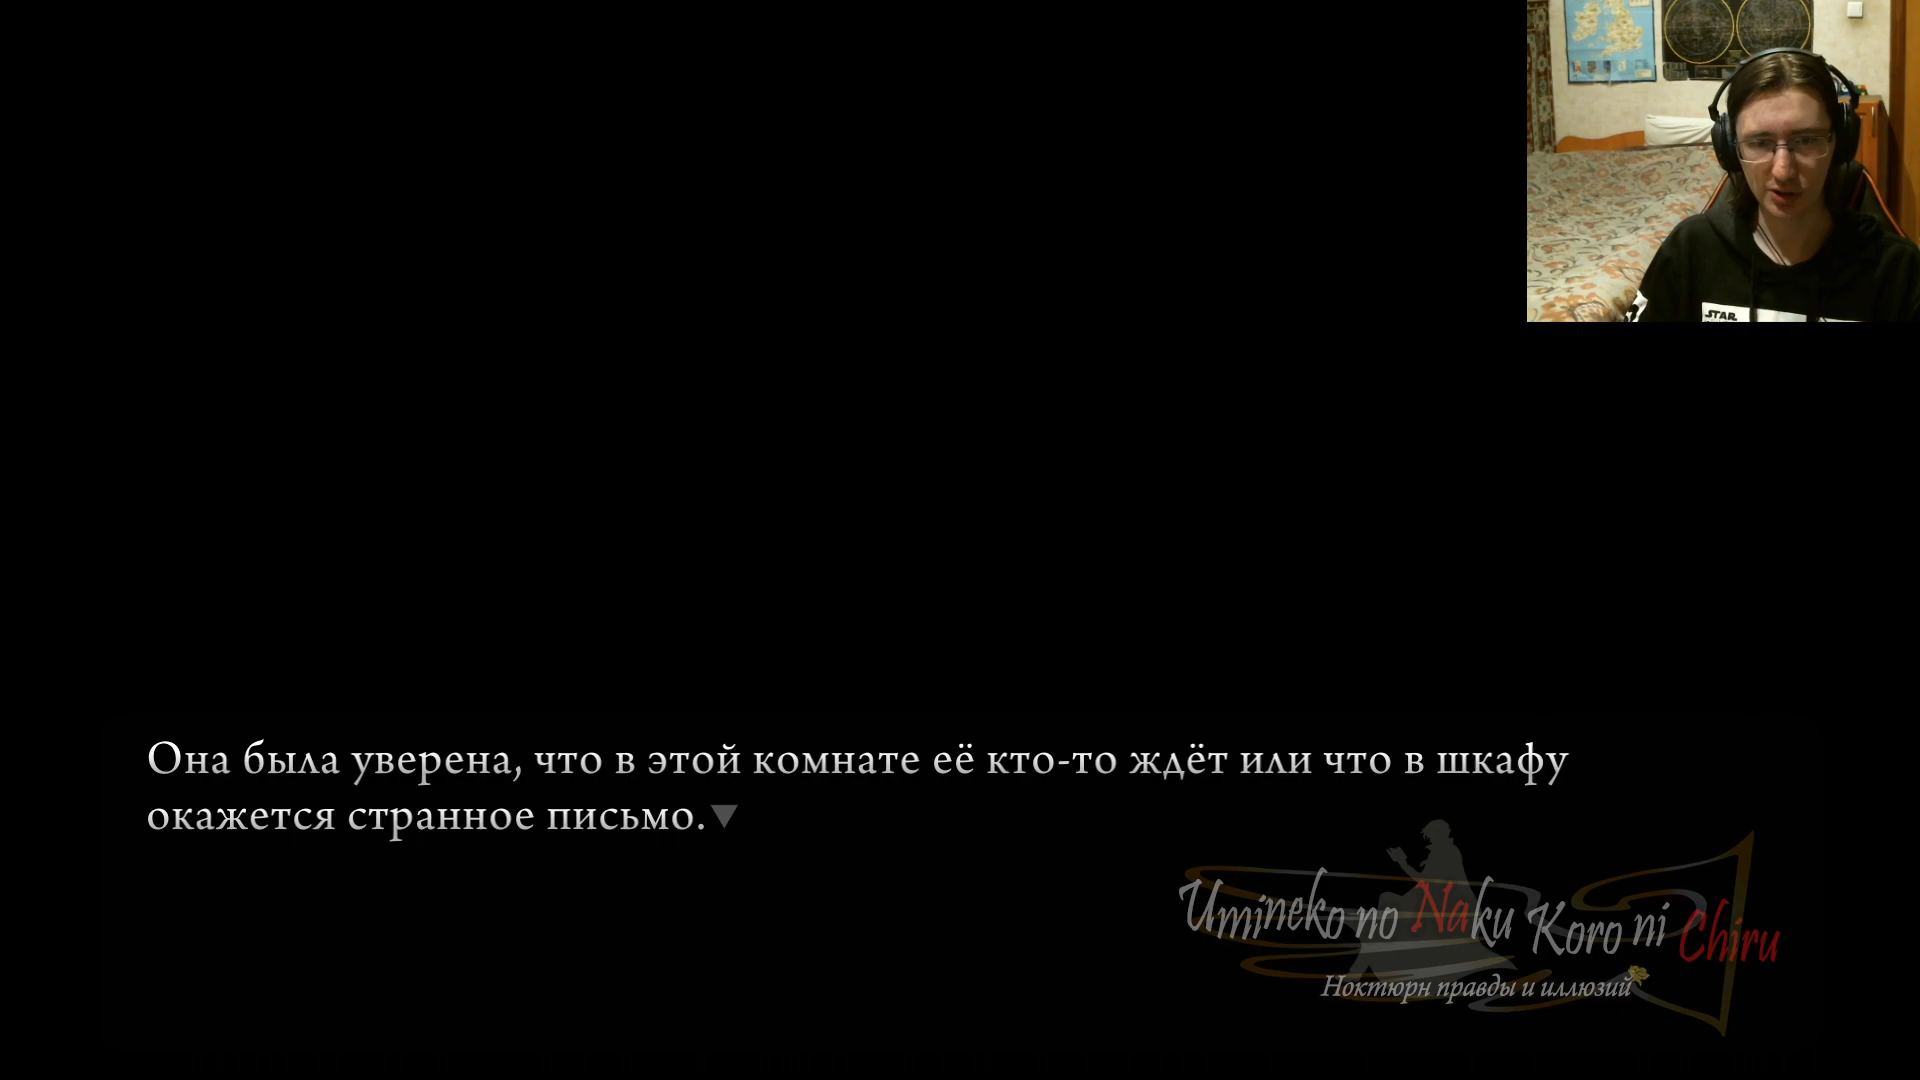 STAR
Она была уверена, что в этой комнате её кто-то ждёт или что в шкафу
окажется странное письмо.
Umineko no Naku Koro ni Chiru
Ноктюрн правды и иллюзий